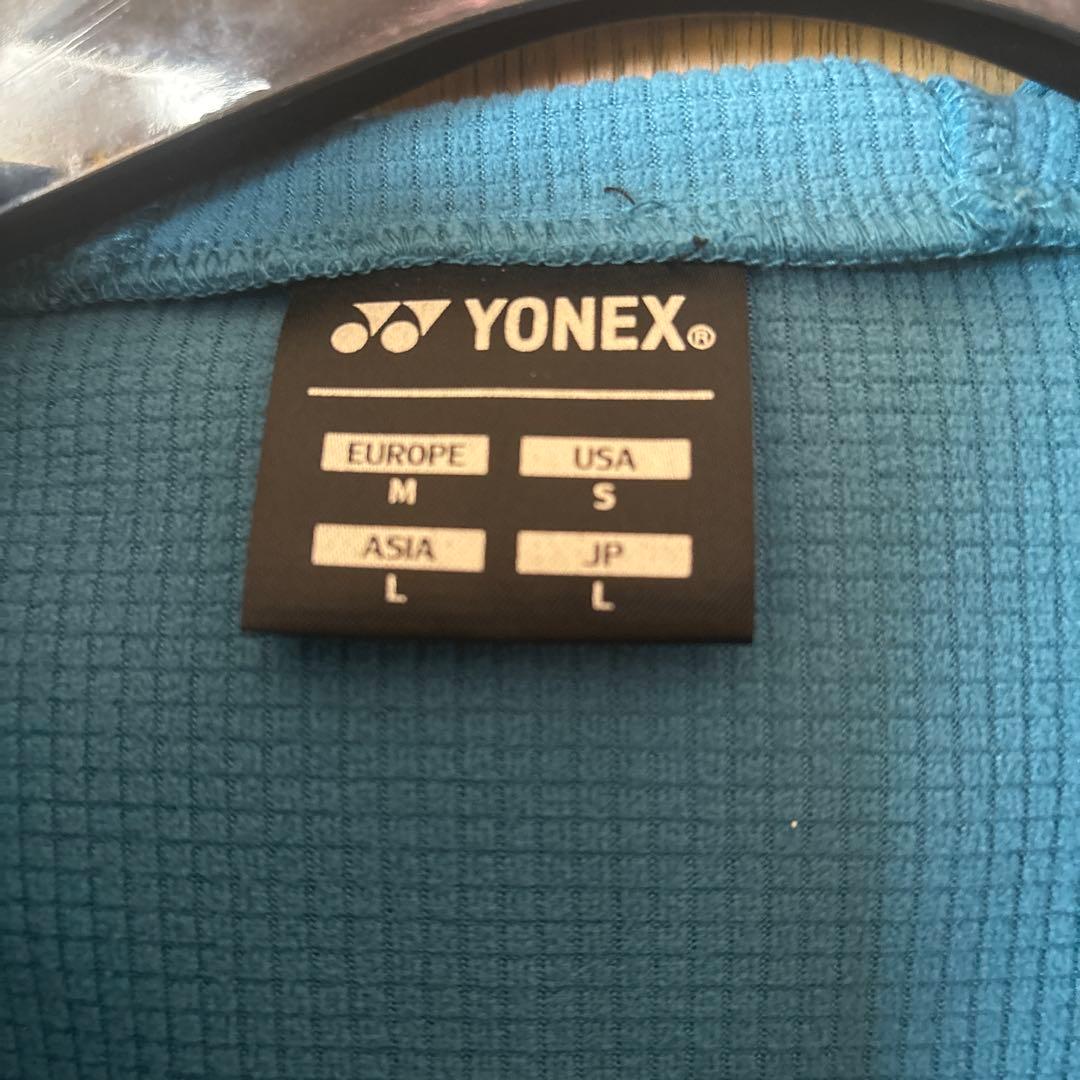 YONEX®
EUROPE USA
M S
ASIA JP
L L